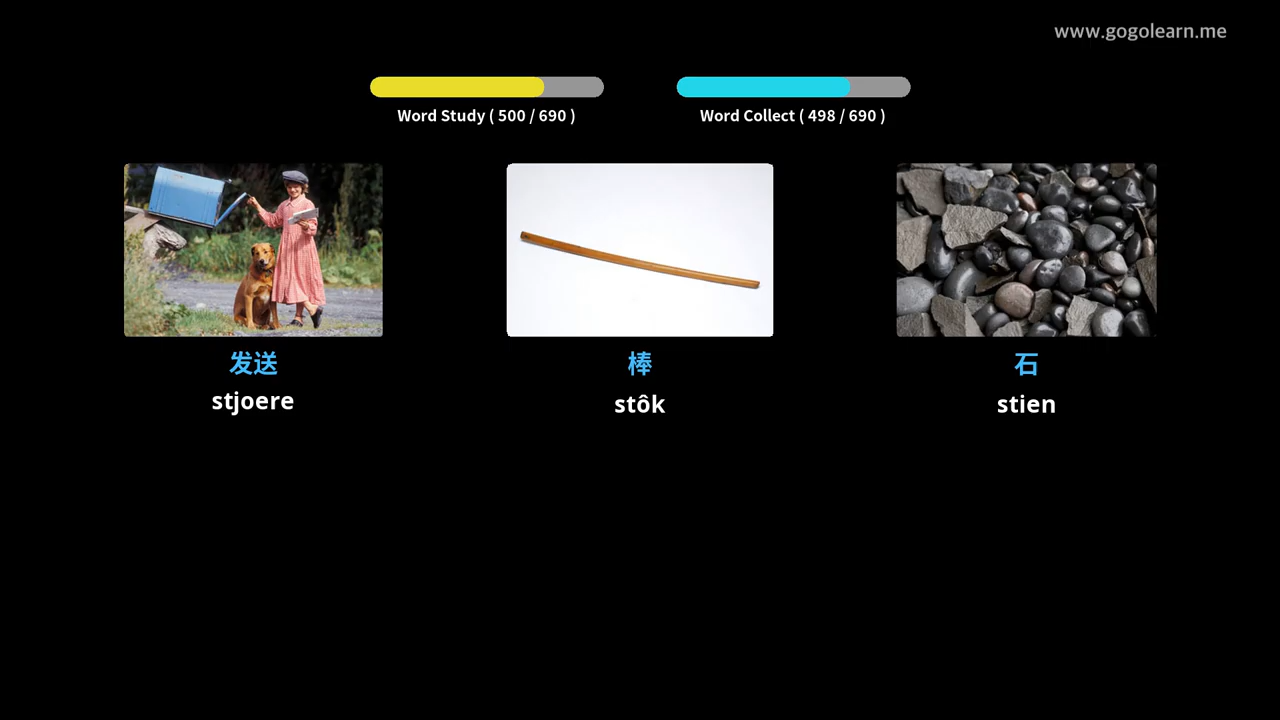 www.gogolearn.me
Word Study ( 500 / 690 )
Word Collect ( 498 / 690 )
发送
棒
石
stjoere
stôk
stien